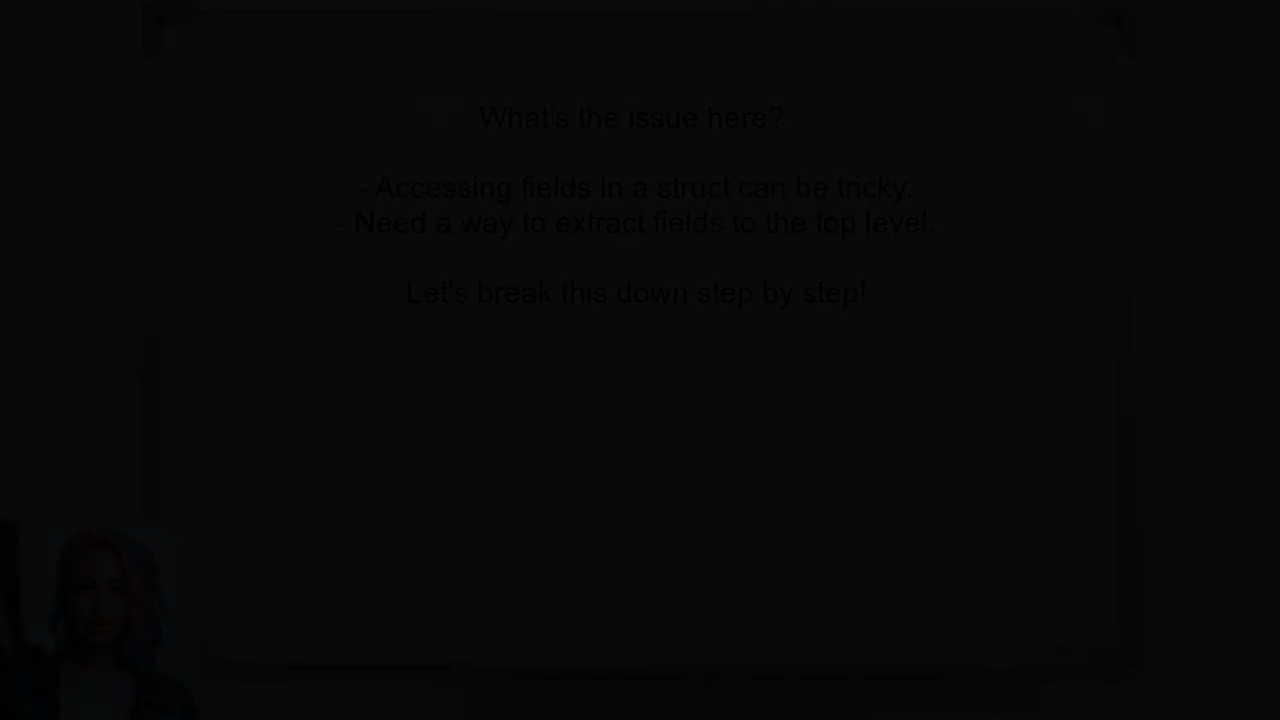 What's the issue here?
- Accessing fields in a struct can be tricky.
- Need a way to extract fields to the top level.
Let's break this down step by step!